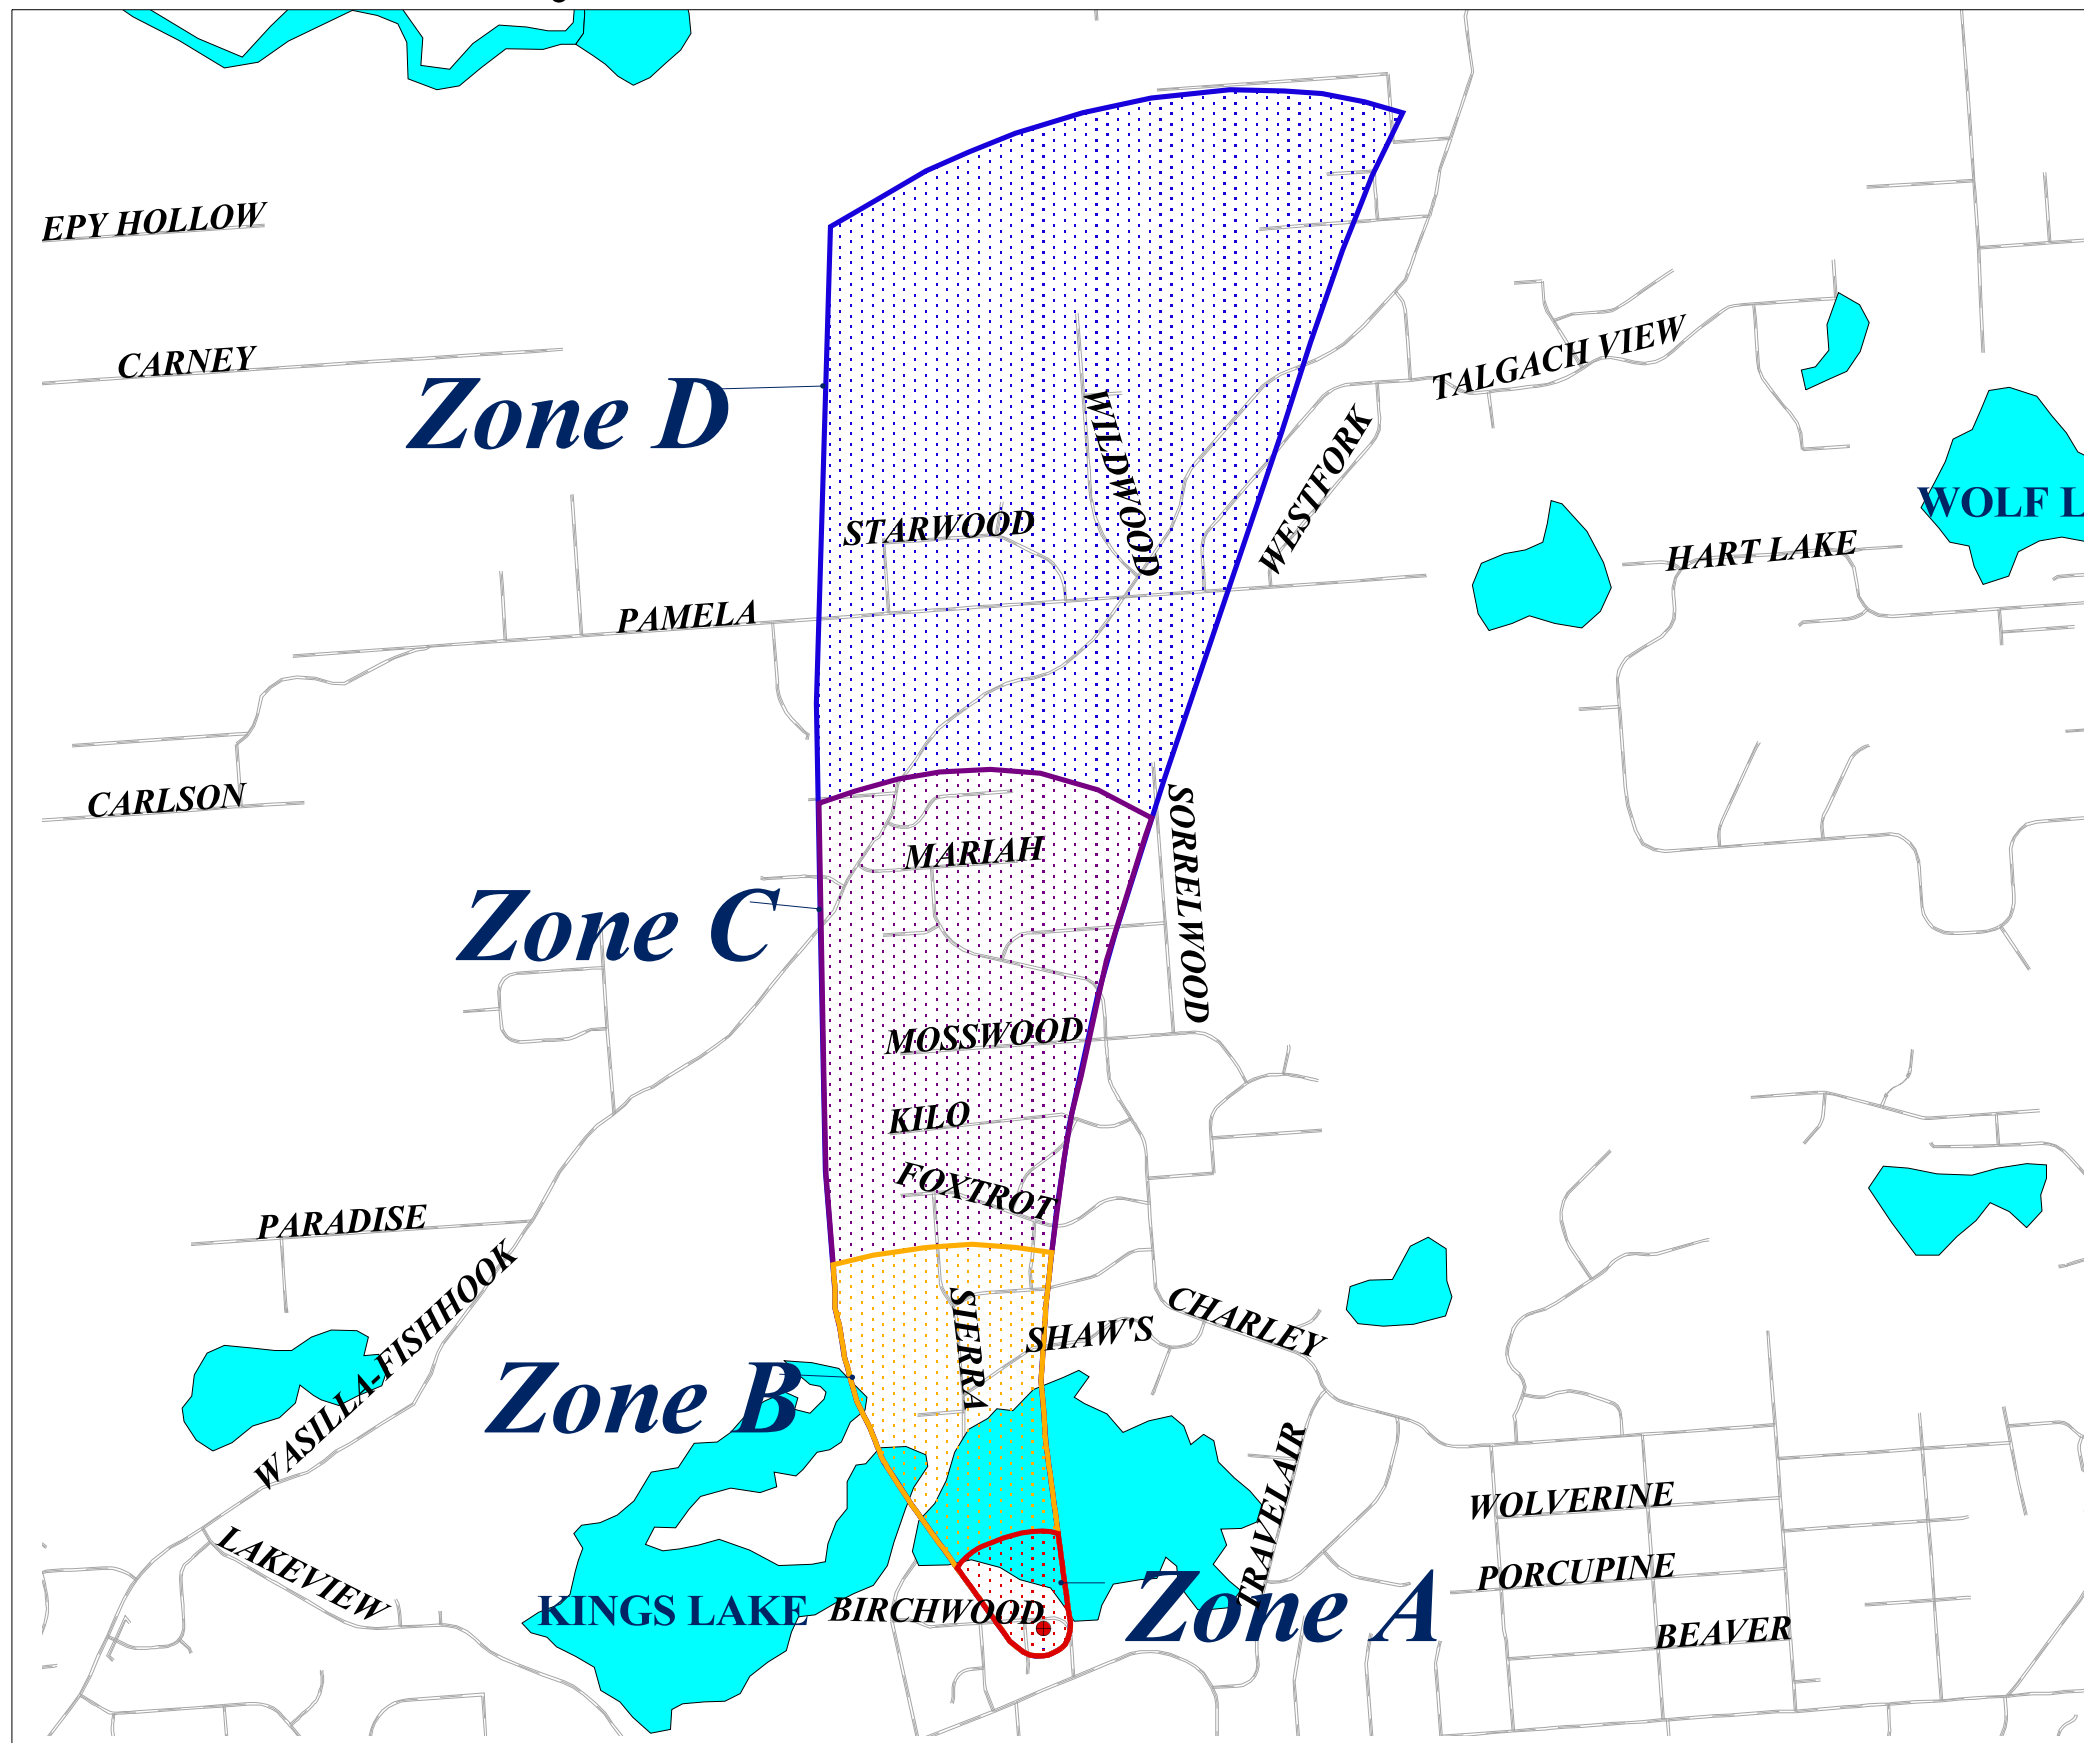 EPY HOLLOW
CARNEY
Zone D
TALGACH VIEW
WILDWOOD
WESTFORK
STARWOOD
WOLF L
HART LAKE
PAMELA
CARLSON
SORRELWOOD
MARIAH
Zone C
MOSSWOOD
KILO
FOXTROT
PARADISE
WASILLA-FISHHOOK
SIERRA
SHAW'S
CHARLEY
Zone B
TRAVELAIR
WOLVERINE
LAKEVIEW
PORCUPINE
KINGS LAKE
BIRCHWOOD
Zone A
BEAVER